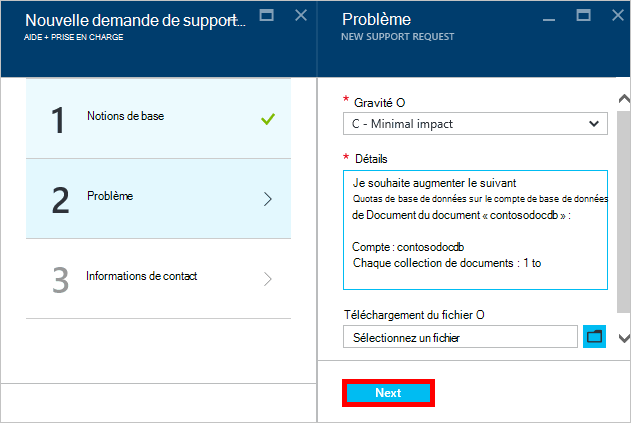 Nouvelle demande de support...
AIDE + PRISE EN CHARGE
1 Notions de base
2 Problème
3 Informations de contact
Problème
NEW SUPPORT REQUEST
* Gravité O
C - Minimal impact
* Détails
Je souhaite augmenter le suivant
Quotas de base de données sur le compte de base de données
de Document du document « contosodocdb » :
Compte : contosodocdb
Chaque collection de documents : 1 to
Téléchargement du fichier O
Sélectionnez un fichier
Next